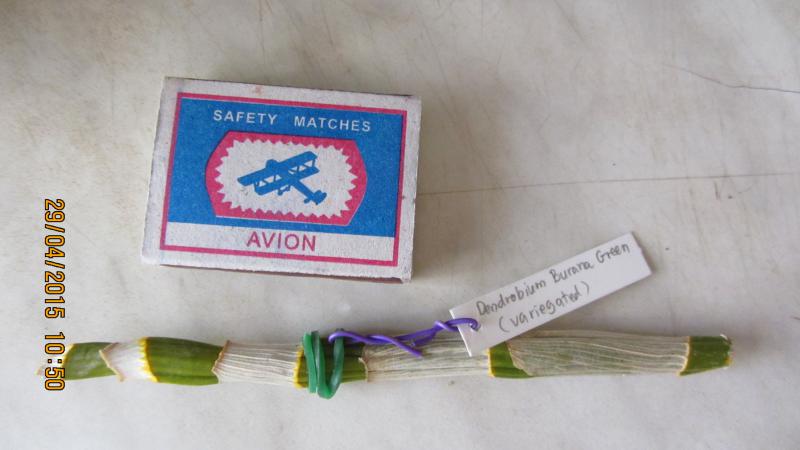 SAFETY MATCHES
AVION
Dendrobium Burana Green
(variegated)
29/04/2015 10:50